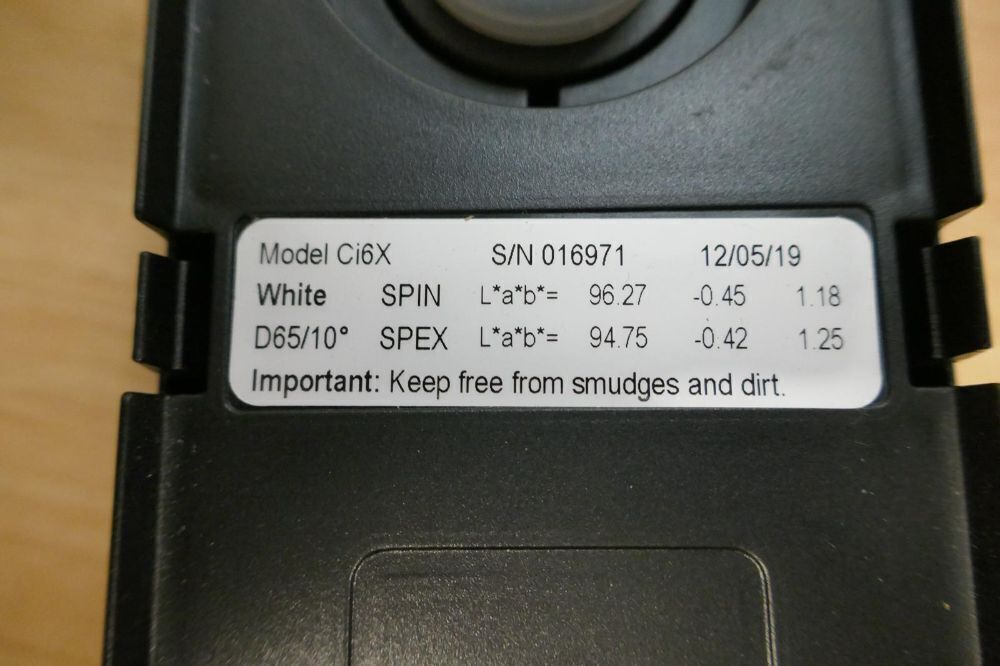 Model Ci6X S/N 016971 12/05/19
White SPIN L*a*b*= 96.27 -0.45 1.18
D65/10° SPEX L*a*b*= 94.75 -0.42 1.25
Important: Keep free from smudges and dirt.